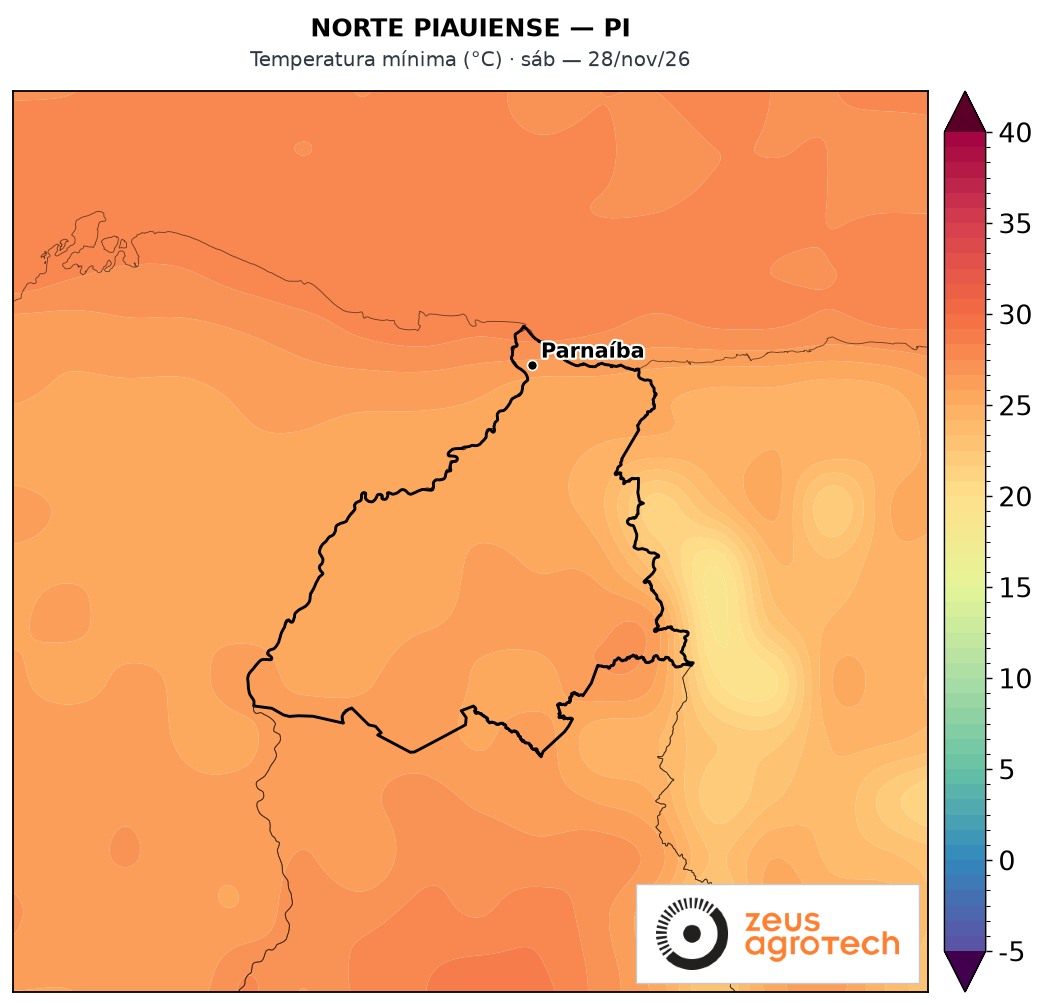 NORTE PIAUIENSE — PI
Temperatura mínima (°C) · sáb — 28/nov/26
Parnaíba
40
35
30
25
20
15
10
5
0
-5
zeus
agrotech